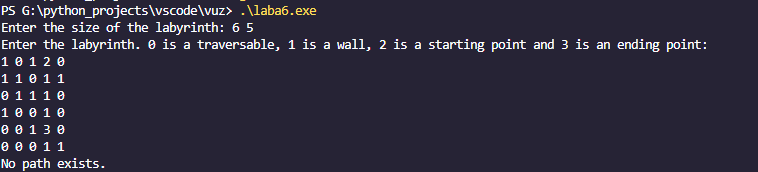 PS G:\python_projects\vscode\vuz> .\laba6.exe
Enter the size of the labyrinth: 6 5
Enter the labyrinth. 0 is a traversable, 1 is a wall, 2 is a starting point and 3 is an ending point:
1 0 1 2 0
1 1 0 1 1
0 1 1 1 0
1 0 0 1 0
0 0 1 3 0
0 0 0 1 1
No path exists.